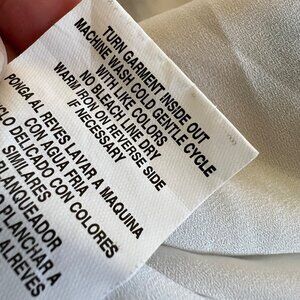 TURN GARMENT INSIDE OUT
MACHINE WASH COLD GENTLE CYCLE
WITH LIKE COLORS
NO BLEACH LINE DRY
WARM IRON ON REVERSE SIDE
IF NECESSARY
PONGA AL REVES LAVAR A MAQUINA
CON AGUA FRIA
CLO DELICADO CON COLORES
SIMILARES
LANQUEADOR
PLANCHAR A
AL REVES